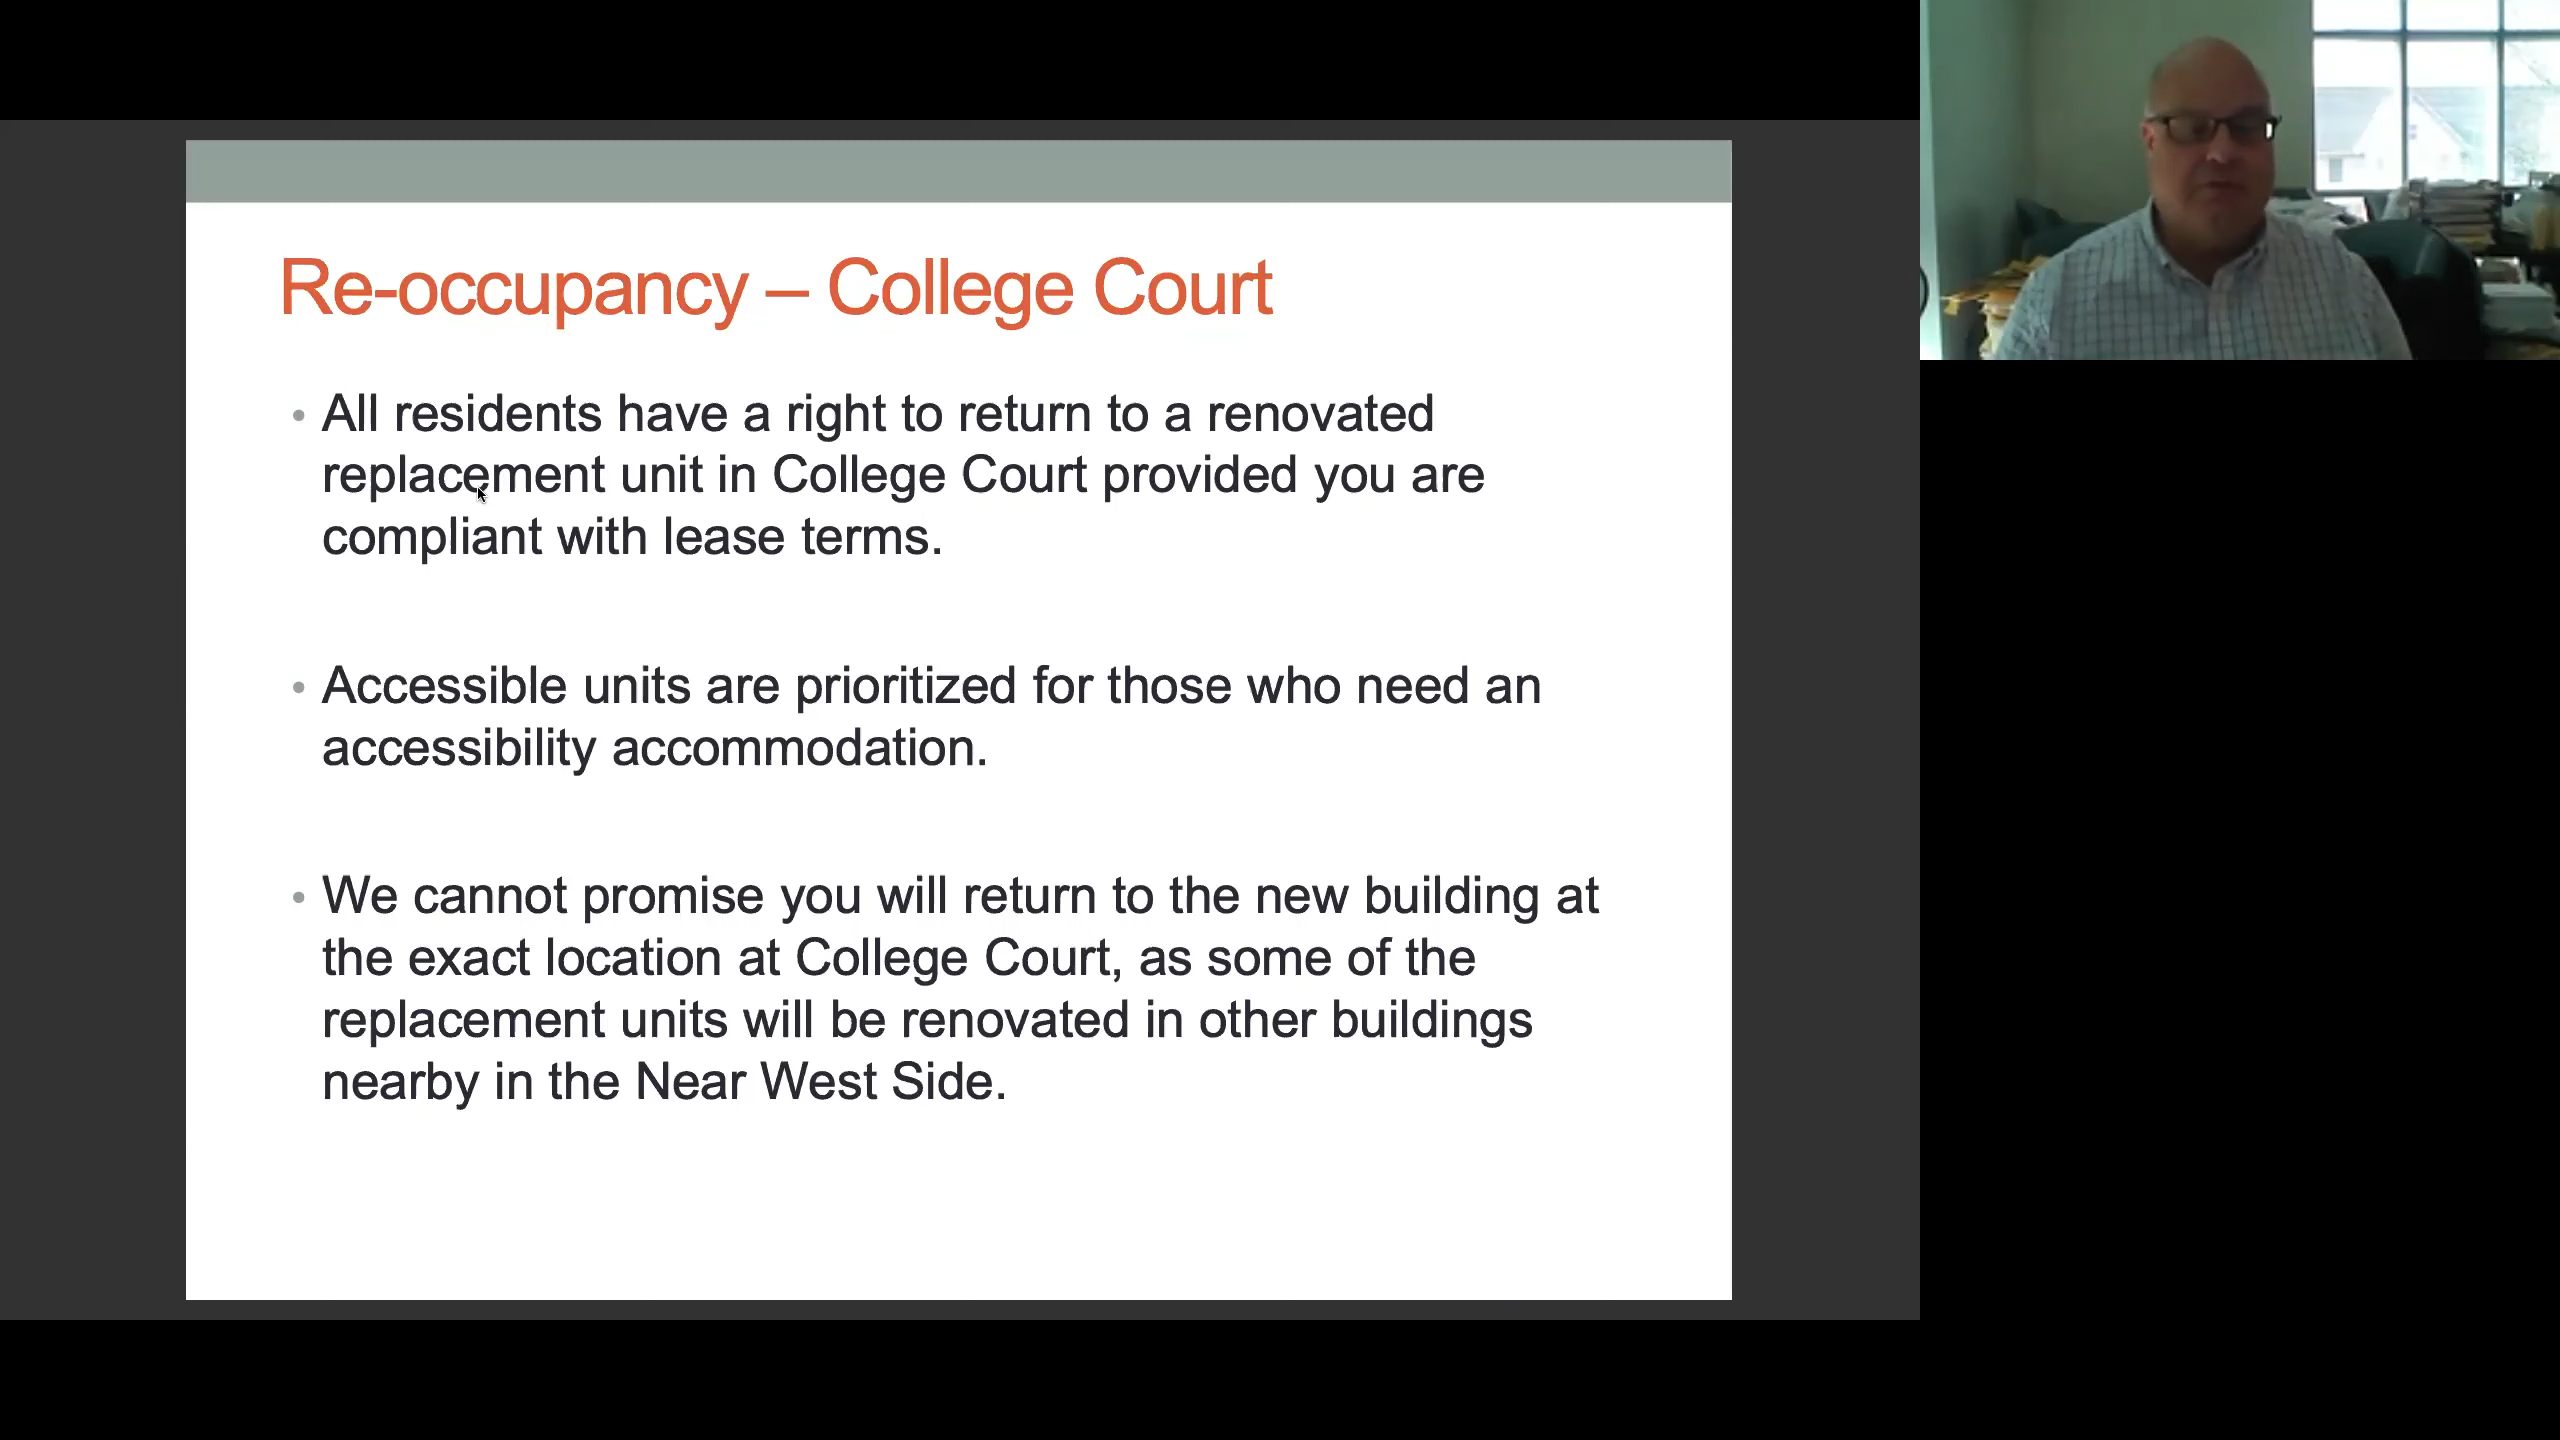 Re-occupancy – College Court
• All residents have a right to return to a renovated
replacement unit in College Court provided you are
compliant with lease terms.
• Accessible units are prioritized for those who need an
accessibility accommodation.
• We cannot promise you will return to the new building at
the exact location at College Court, as some of the
replacement units will be renovated in other buildings
nearby in the Near West Side.